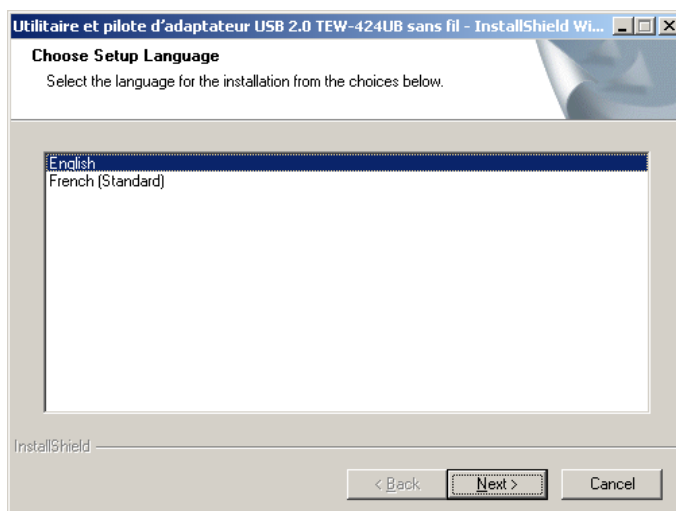 Utilitaire et pilote d'adaptateur USB 2.0 TEW-424UB sans fil - InstallShield Wi...
Choose Setup Language
Select the language for the installation from the choices below.
English
French (Standard)
InstallShield
< Back Next > Cancel